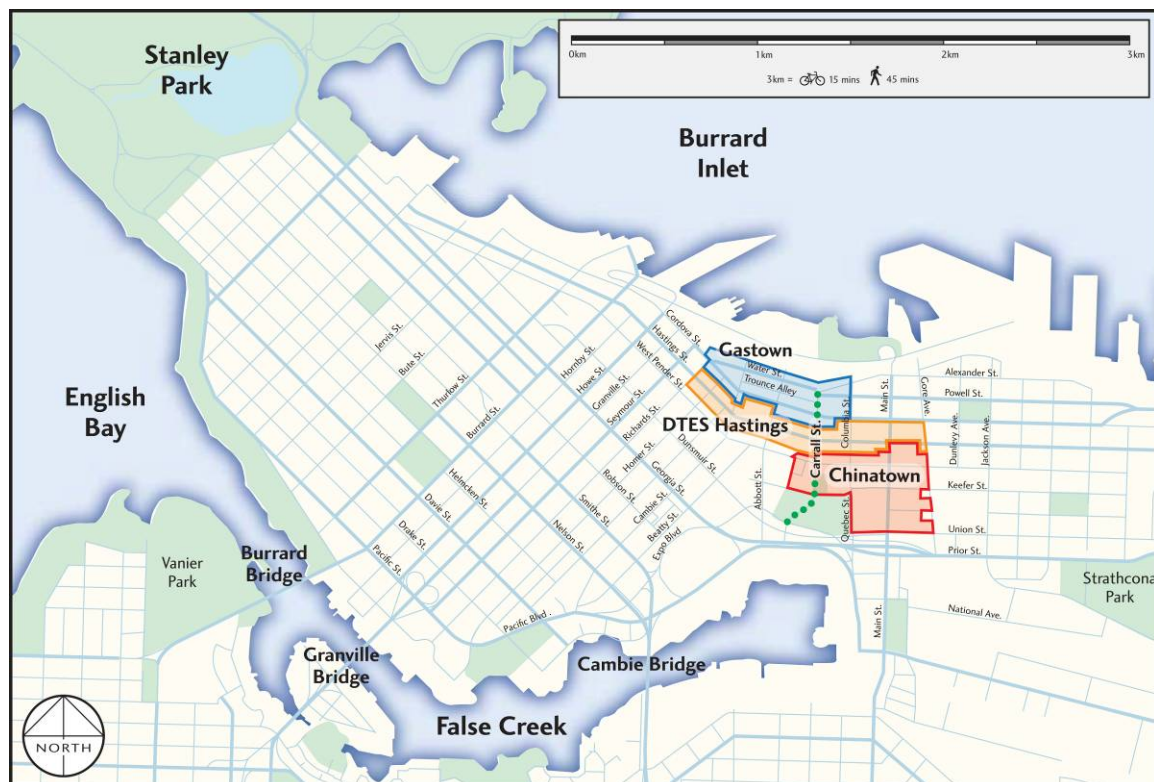 Stanley
Park
0km
1km
2km
3km
3km =
15 mins
45 mins
Burrard
Inlet
English
Bay
Jervis St.
Bute St.
Thurlow St.
Burrard St.
Hornby St.
Howe St.
Granville St.
Seymour St.
Richards St.
Homer St.
Cordova St.
Hastings St.
West Pender St.
Gastown
Water St.
Trounce Alley
DTES Hastings
Carrall St.
Columbia St.
Main St.
Gore Ave.
Alexander St.
Powell St.
Dunlevy Ave.
Jackson Ave.
Chinatown
Keefer St.
Abbott St.
Quebec St.
Union St.
Prior St.
Dunsmuir St.
Georgia St.
Robson St.
Cambie St.
Beatty St.
Expo Blvd
Smithe St.
Nelson St.
Helmcken St.
Davie St.
Drake St.
Pacific St.
Pacific Blvd.
Vanier
Park
Burrard
Bridge
Granville
Bridge
Cambie Bridge
False Creek
Main St.
National Ave.
Strathcona
Park
NORTH